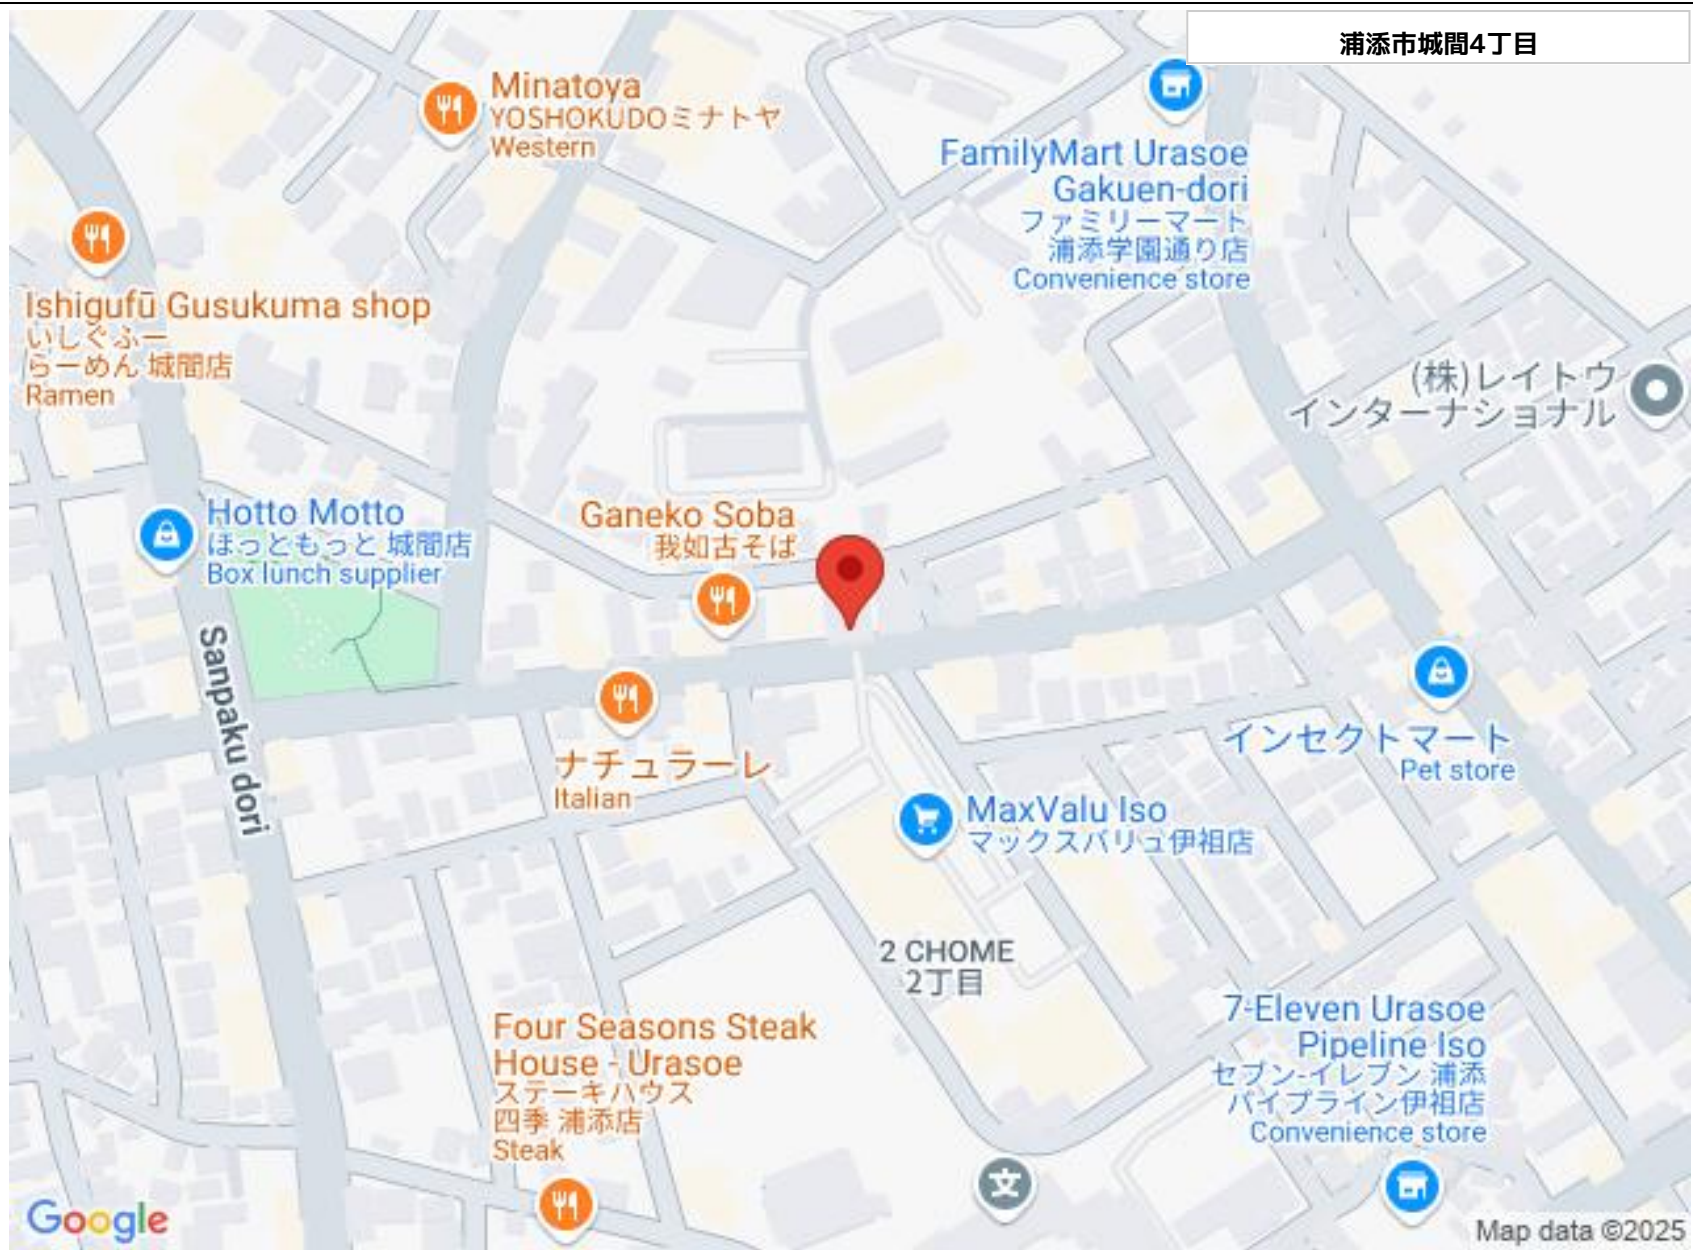 浦添市城間4丁目
Minatoya
YOSHOKUDOミナトヤ
Western
FamilyMart Urasoe
Gakuen-dori
ファミリーマート
浦添学園通り店
Convenience store
Ishigufū Gusukuma shop
いしぐふー
らーめん 城間店
Ramen
(株)レイトウ
インターナショナル
Hotto Motto
ほっともっと 城間店
Box lunch supplier
Ganeko Soba
我如古そば
Sanpaku dori
ナチュラーレ
Italian
インセクトマート
Pet store
MaxValu Iso
マックスバリュ伊祖店
2 CHOME
2丁目
Four Seasons Steak
House - Urasoe
ステーキハウス
四季 浦添店
Steak
7-Eleven Urasoe
Pipeline Iso
セブン-イレブン 浦添
パイプライン伊祖店
Convenience store
文
Google
Map data ©2025